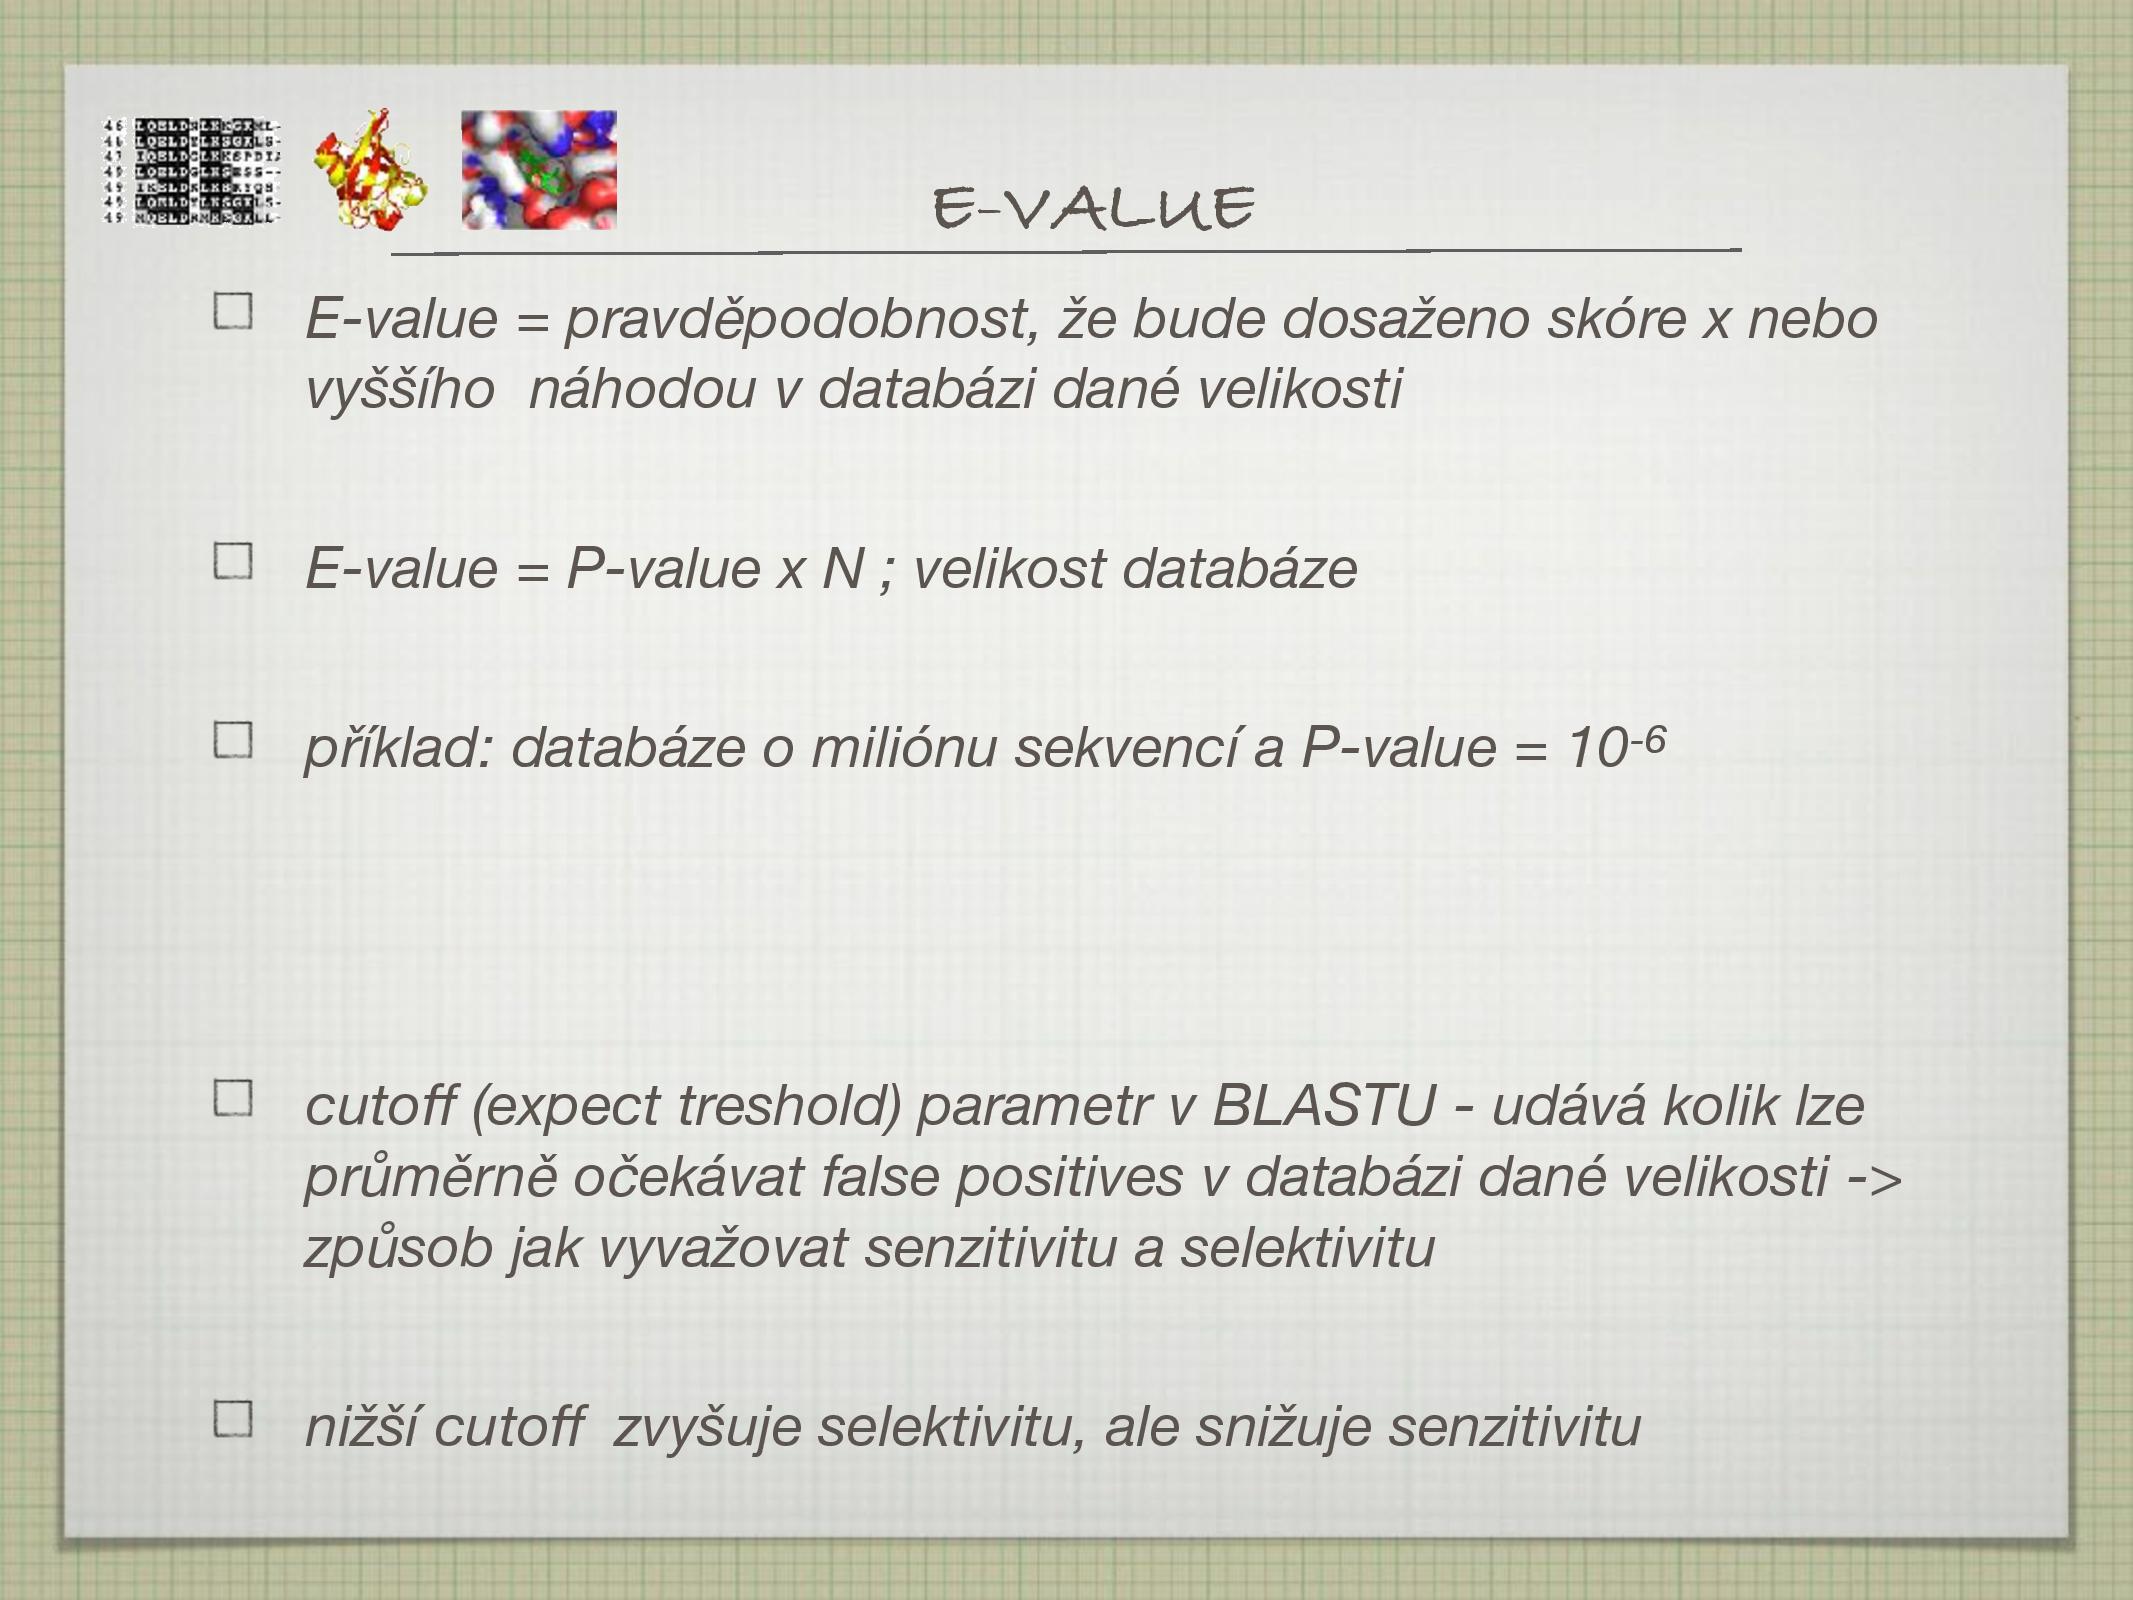 E-VALUE
E-value = pravděpodobnost, že bude dosaženo skóre x nebo
vyššího náhodou v databázi dané velikosti
E-value = P-value x N ; velikost databáze
příklad: databáze o miliónu sekvencí a P-value = 10⁻⁶
cutoff (expect treshold) parametr v BLASTU - udává kolik lze
průměrně očekávat false positives v databázi dané velikosti ->
způsob jak vyvažovat senzitivitu a selektivitu
nižší cutoff zvyšuje selektivitu, ale snižuje senzitivitu